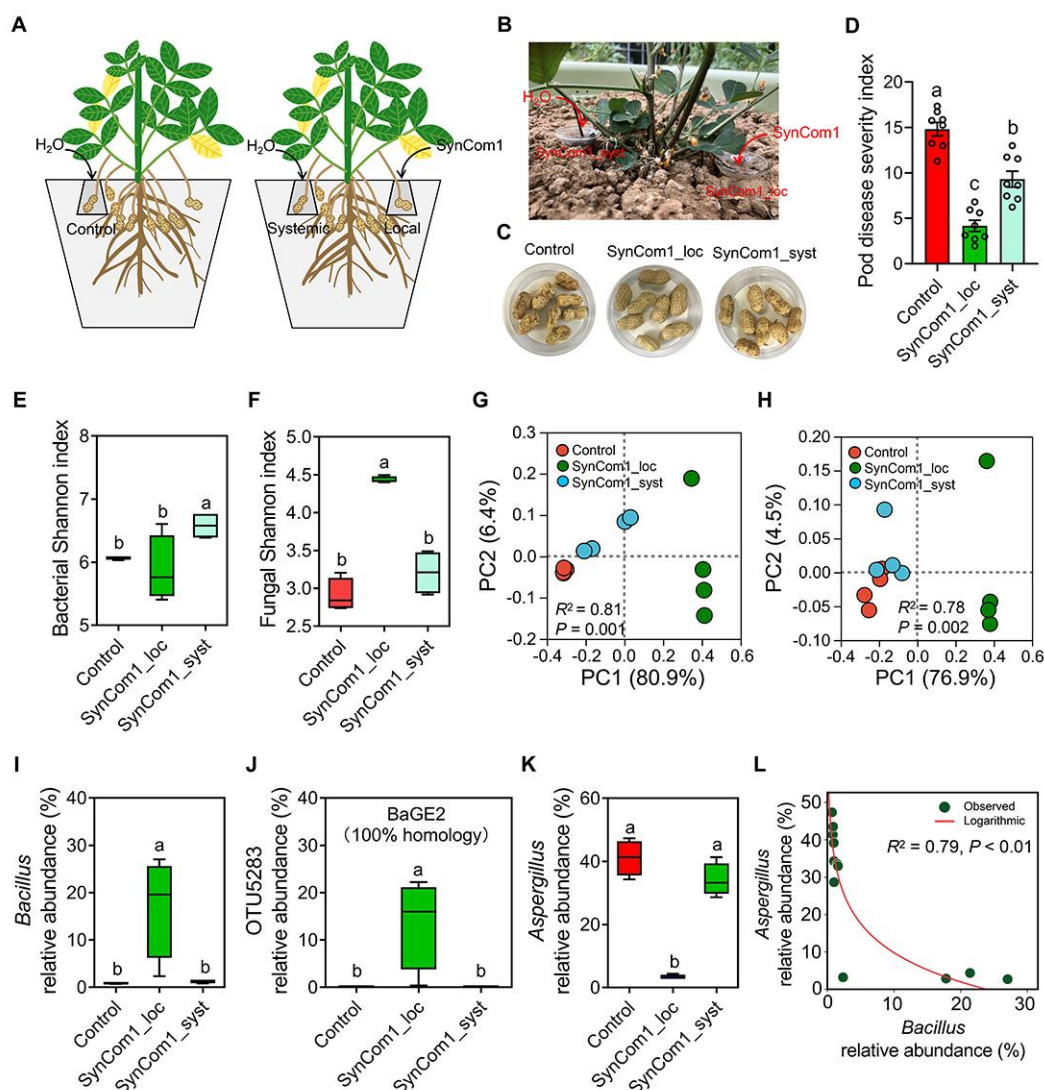 A
H₂O
Control
H₂O
SynCom1
Systemic
Local
B
H₂O
SynCom1
SynCom1_syst
SynCom1_loc
C
Control
SynCom1_loc
SynCom1_syst
D
Pod disease severity index
20
15
10
5
0
a
C
b
Control
SynCom1_loc
SynCom1_syst
E
Bacterial Shannon index
8
7
6
5
b
b
a
Control
SynCom1_loc
SynCom1_syst
F
Fungal Shannon index
5.0
4.5
4.0
3.5
3.0
2.5
b
a
b
Control
SynCom1_loc
SynCom1_syst
G
PC2 (6.4%)
0.3
0.2
0.1
0.0
-0.1
-0.2
Control
SynCom1_loc
SynCom1_syst
R² = 0.81
P = 0.001
-0.4 -0.2 0.0 0.2 0.4 0.6
PC1 (80.9%)
H
PC2 (4.5%)
0.20
0.15
0.10
0.05
0.00
-0.05
-0.10
Control
SynCom1_loc
SynCom1_syst
R² = 0.78
P = 0.002
-0.4 -0.2 0.0 0.2 0.4 0.6
PC1 (76.9%)
I
Bacillus
relative abundance (%)
40
30
20
10
0
b
a
b
Control
SynCom1_loc
SynCom1_syst
J
OTU5283
relative abundance (%)
40
30
20
10
0
BaGE2
（100% homology）
b
a
b
Control
SynCom1_loc
SynCom1_syst
K
Aspergillus
relative abundance (%)
60
40
20
0
a
b
a
Control
SynCom1_loc
SynCom1_syst
L
Aspergillus
relative abundance (%)
50
40
30
20
10
0
Observed
Logarithmic
R² = 0.79, P < 0.01
0 10 20 30
Bacillus
relative abundance (%)